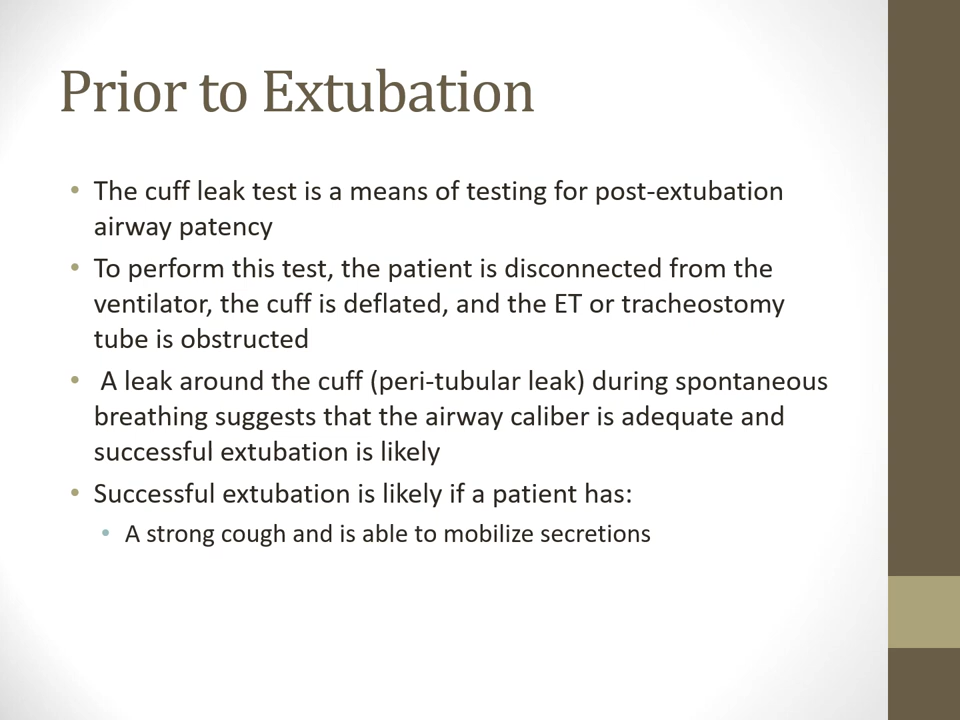 Prior to Extubation
• The cuff leak test is a means of testing for post-extubation
airway patency
• To perform this test, the patient is disconnected from the
ventilator, the cuff is deflated, and the ET or tracheostomy
tube is obstructed
• A leak around the cuff (peri-tubular leak) during spontaneous
breathing suggests that the airway caliber is adequate and
successful extubation is likely
• Successful extubation is likely if a patient has:
• A strong cough and is able to mobilize secretions